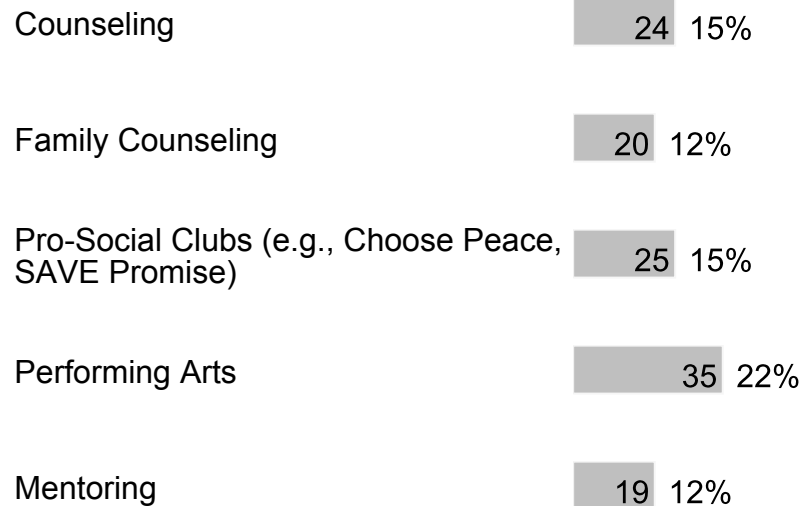 Counseling 24 15%
Family Counseling 20 12%
Pro-Social Clubs (e.g., Choose Peace,
SAVE Promise) 25 15%
Performing Arts 35 22%
Mentoring 19 12%